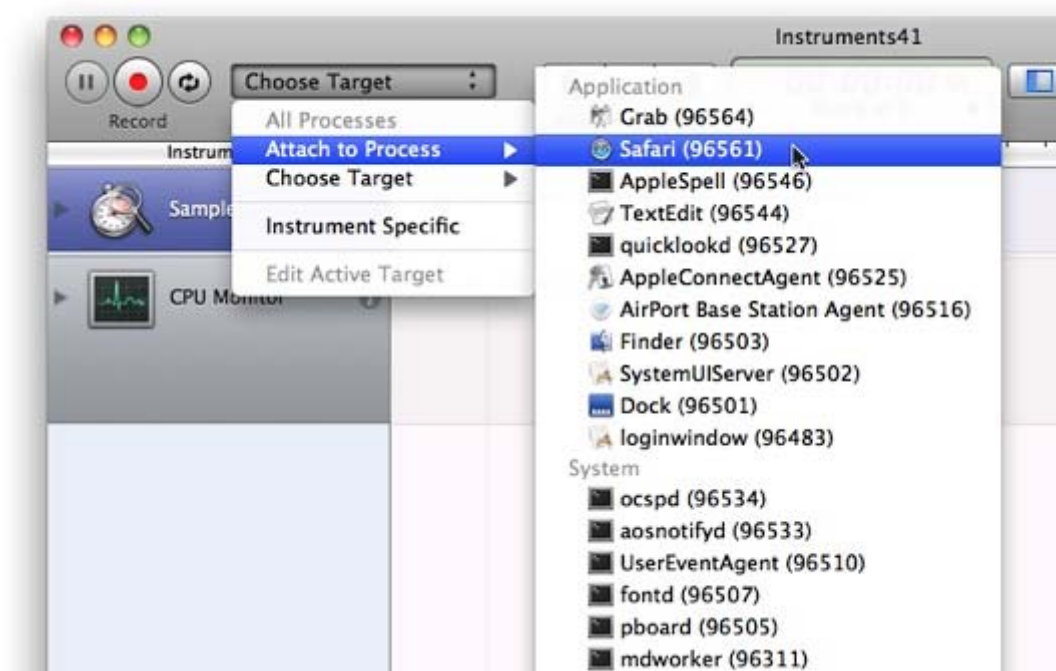 Instruments41
Choose Target
Record
Instrum
All Processes
Attach to Process
Choose Target
Instrument Specific
Edit Active Target
Sample
CPU Monitor
Application
Grab (96564)
Safari (96561)
AppleSpell (96546)
TextEdit (96544)
quicklookd (96527)
AppleConnectAgent (96525)
AirPort Base Station Agent (96516)
Finder (96503)
SystemUIServer (96502)
Dock (96501)
loginwindow (96483)
System
ocspd (96534)
aosnotifyd (96533)
UserEventAgent (96510)
fontd (96507)
pboard (96505)
mdworker (96311)